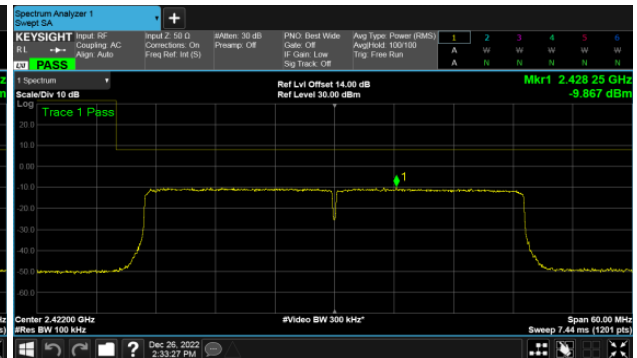 Spectrum Analyzer 1
Swept SA
+
KEYSIGHT Input: RF Input Z: 50 Ω #Atten: 30 dB PNO: Best Wide Avg Type: Power (RMS) 1 2 3 4 5 6
RL Coupling: AC Corrections: On Preamp: Off Gate: Off Avg|Hold: 100/100 A W W W W W
Align: Auto Freq Ref: Int (S) IF Gain: Low Trig: Free Run
LXI PASS Sig Track: Off A N N N N N
1 Spectrum Ref Lvl Offset 14.00 dB Mkr1 2.428 25 GHz
Scale/Div 10 dB Ref Level 30.00 dBm -9.867 dBm
Log Trace 1 Pass
20.0
10.0
0.00
1
-10.0
-20.0
-30.0
-40.0
-50.0
-60.0
Center 2.42200 GHz #Video BW 300 kHz* Span 60.00 MHz
#Res BW 100 kHz Sweep 7.44 ms (1201 pts)
? Dec 26, 2022
2:33:27 PM